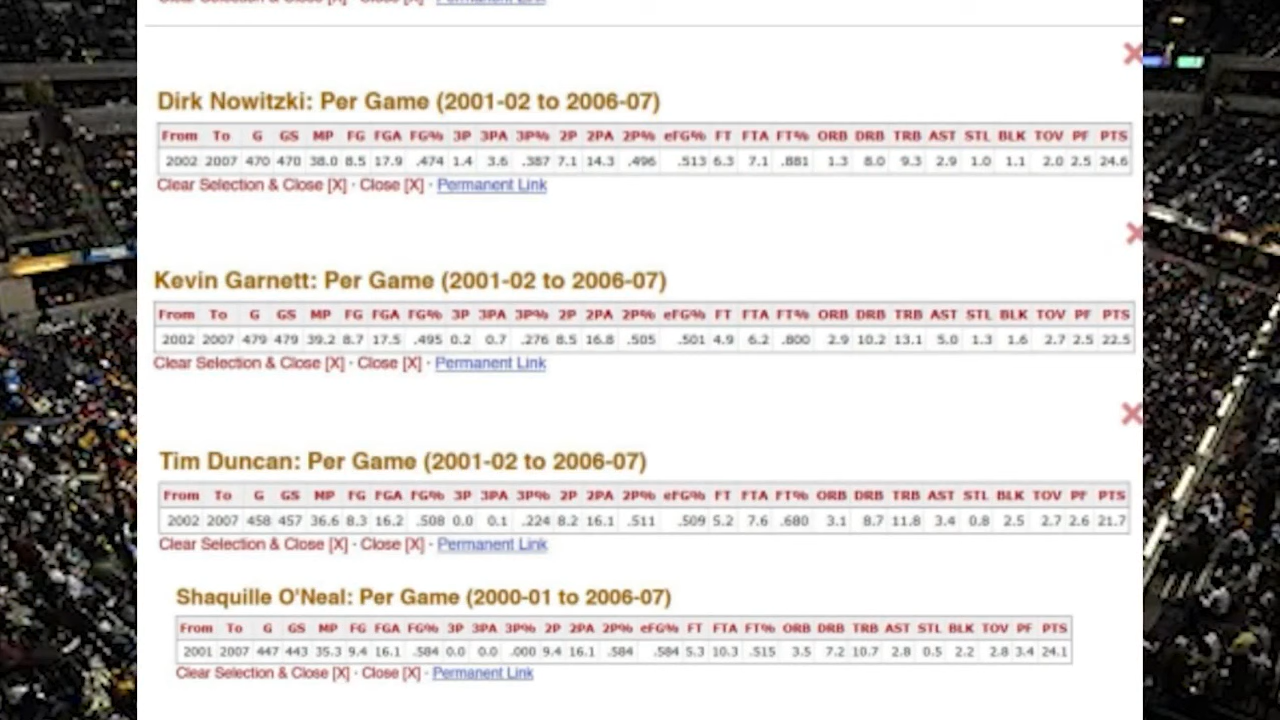 Clear Selection & Close [X] · Close [X] · Permanent Link
Dirk Nowitzki: Per Game (2001-02 to 2006-07)
From To G GS MP FG FGA FG% 3P 3PA 3P% 2P 2PA 2P% eFG% FT FTA FT% ORB DRB TRB AST STL BLK TOV PF PTS
2002 2007 470 470 38.0 8.5 17.9 .474 1.4 3.6 .387 7.1 14.3 .496 .513 6.3 7.1 .881 1.3 8.0 9.3 2.9 1.0 1.1 2.0 2.5 24.6
Clear Selection & Close [X] · Close [X] · Permanent Link
Kevin Garnett: Per Game (2001-02 to 2006-07)
From To G GS MP FG FGA FG% 3P 3PA 3P% 2P 2PA 2P% eFG% FT FTA FT% ORB DRB TRB AST STL BLK TOV PF PTS
2002 2007 479 479 39.2 8.7 17.5 .495 0.2 0.7 .276 8.5 16.8 .505 .501 4.9 6.2 .800 2.9 10.2 13.1 5.0 1.3 1.6 2.7 2.5 22.5
Clear Selection & Close [X] · Close [X] · Permanent Link
Tim Duncan: Per Game (2001-02 to 2006-07)
From To G GS MP FG FGA FG% 3P 3PA 3P% 2P 2PA 2P% eFG% FT FTA FT% ORB DRB TRB AST STL BLK TOV PF PTS
2002 2007 458 457 36.6 8.3 16.2 .508 0.0 0.1 .224 8.2 16.1 .511 .509 5.2 7.6 .680 3.1 8.7 11.8 3.4 0.8 2.5 2.7 2.6 21.7
Clear Selection & Close [X] · Close [X] · Permanent Link
Shaquille O'Neal: Per Game (2000-01 to 2006-07)
From To G GS MP FG FGA FG% 3P 3PA 3P% 2P 2PA 2P% eFG% FT FTA FT% ORB DRB TRB AST STL BLK TOV PF PTS
2001 2007 447 443 35.3 9.4 16.1 .584 0.0 0.0 .000 9.4 16.1 .584 .584 5.3 10.3 .515 3.5 7.2 10.7 2.8 0.5 2.2 2.8 3.4 24.1
Clear Selection & Close [X] · Close [X] · Permanent Link